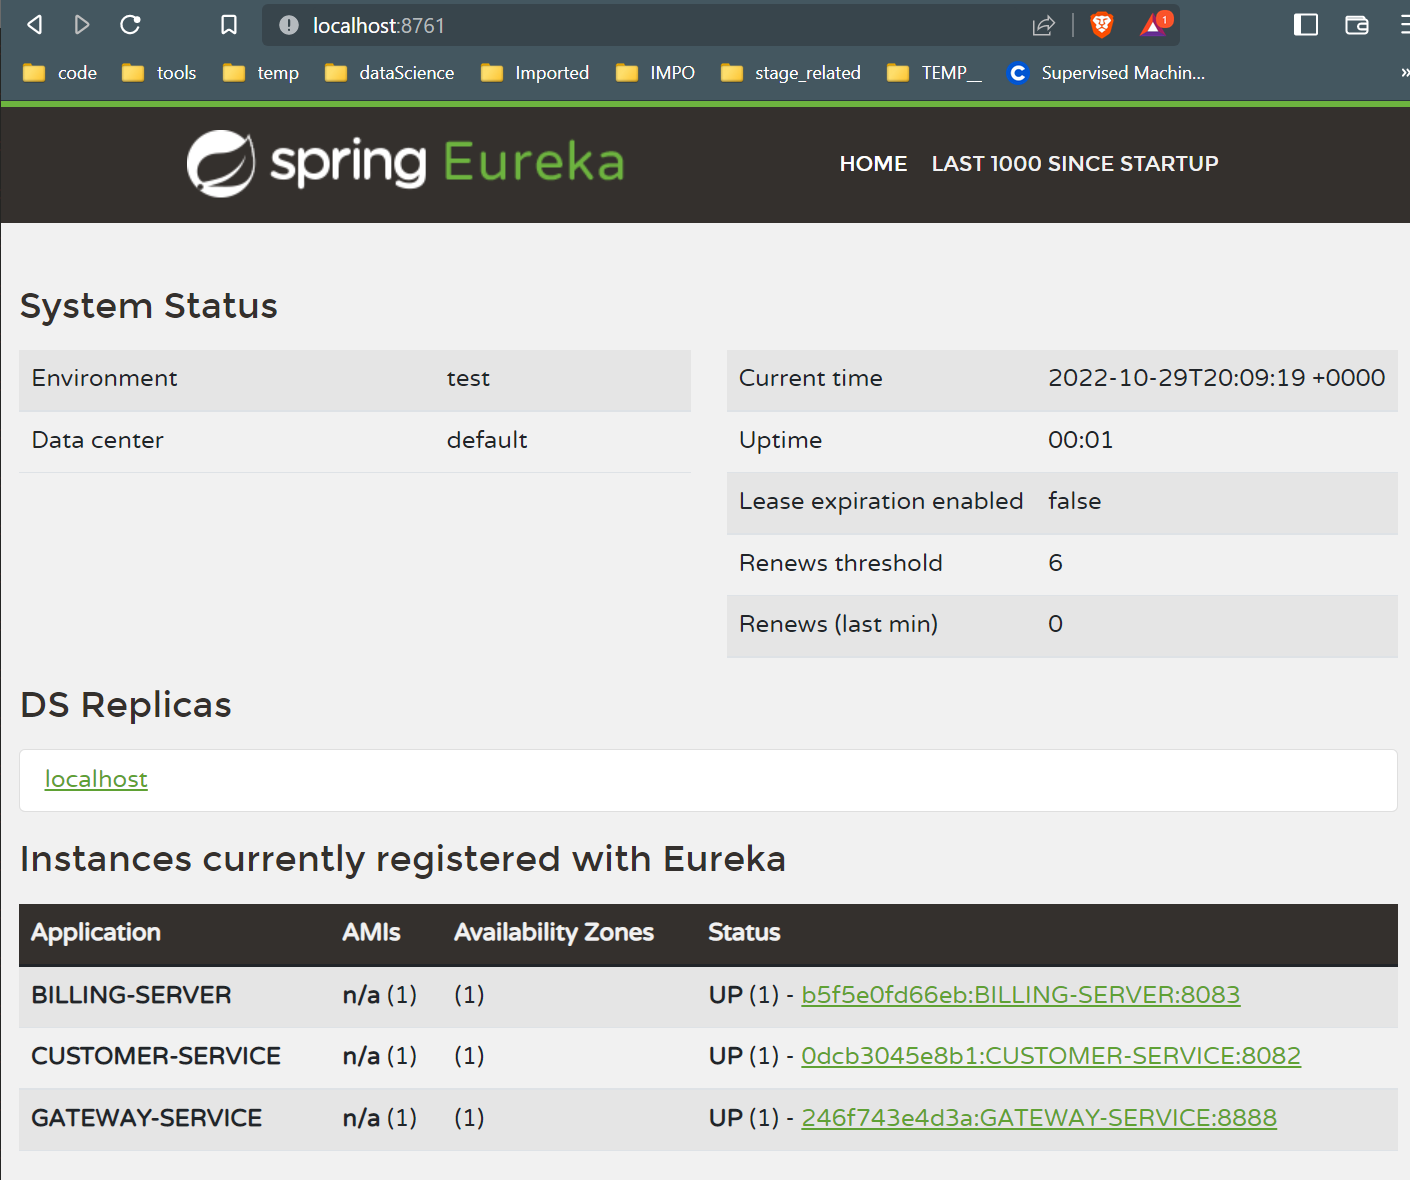 localhost:8761
1
code tools temp dataScience Imported IMPO stage_related TEMP__ Supervised Machin... »
spring Eureka
HOME LAST 1000 SINCE STARTUP
System Status
Environment test
Data center default
Current time 2022-10-29T20:09:19 +0000
Uptime 00:01
Lease expiration enabled false
Renews threshold 6
Renews (last min) 0
DS Replicas
localhost
Instances currently registered with Eureka
Application AMIs Availability Zones Status
BILLING-SERVER n/a (1) (1) UP (1) - b5f5e0fd66eb:BILLING-SERVER:8083
CUSTOMER-SERVICE n/a (1) (1) UP (1) - 0dcb3045e8b1:CUSTOMER-SERVICE:8082
GATEWAY-SERVICE n/a (1) (1) UP (1) - 246f743e4d3a:GATEWAY-SERVICE:8888